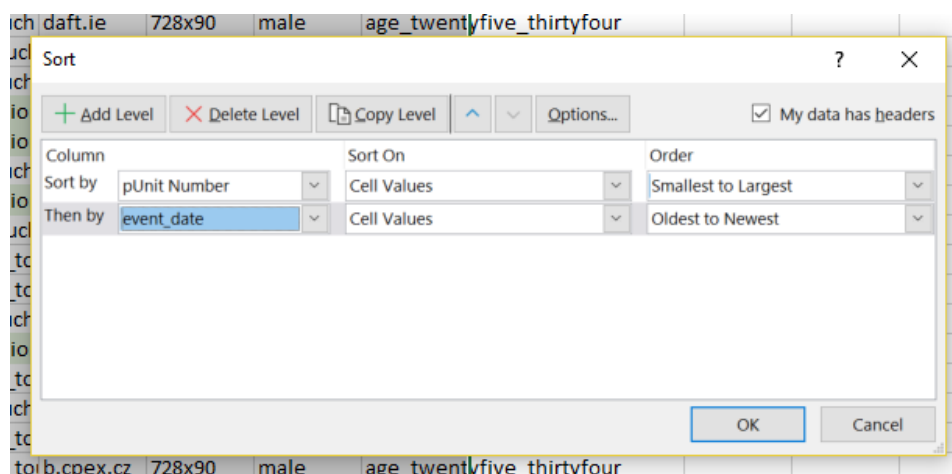 ich daft.ie 728x90 male age_twentyfive_thirtyfour
Sort ?
Add Level Delete Level Copy Level Options... My data has headers
Column Sort On Order
Sort by pUnit Number Cell Values Smallest to Largest
Then by event_date Cell Values Oldest to Newest
OK Cancel
b.cpex.cz 728x90 male age_twentyfive_thirtyfour